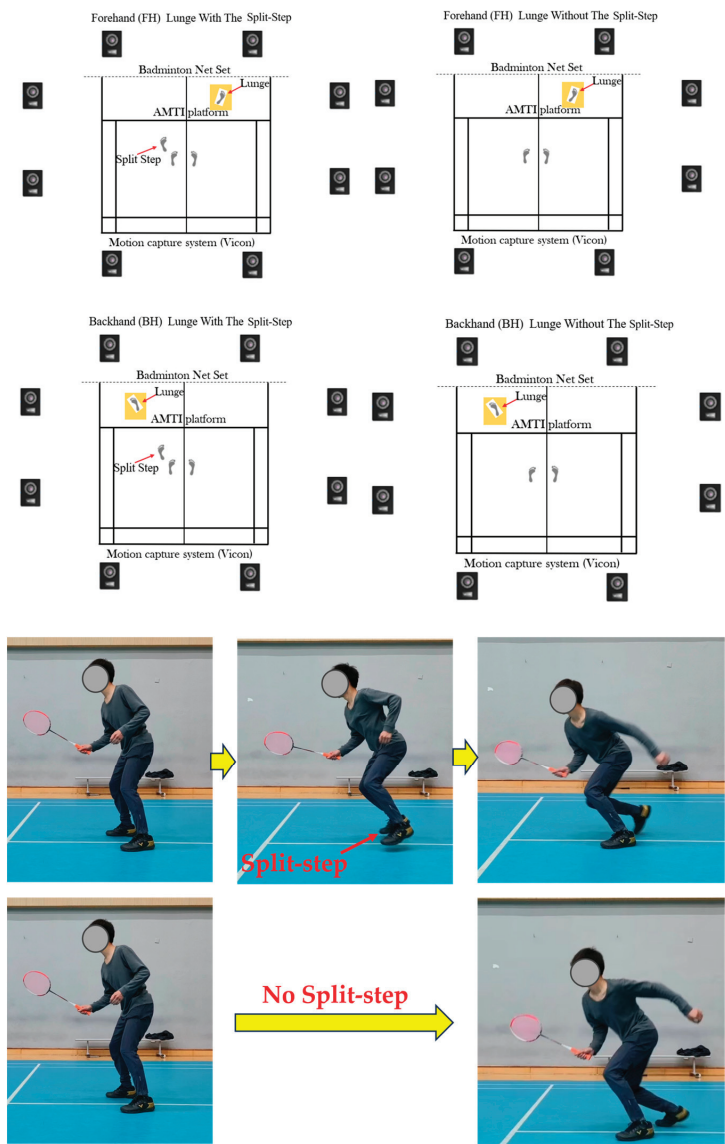 Forehand (FH) Lunge With The Split-Step
Badminton Net Set
Lunge
AMTI platform
Split Step
Motion capture system (Vicon)
Forehand (FH) Lunge Without The Split-Step
Badminton Net Set
Lunge
AMTI platform
Motion capture system (Vicon)
Backhand (BH) Lunge With The Split-Step
Badminton Net Set
Lunge
AMTI platform
Split Step
Motion capture system (Vicon)
Backhand (BH) Lunge Without The Split-Step
Badminton Net Set
Lunge
AMTI platform
Motion capture system (Vicon)
Split-step
No Split-step